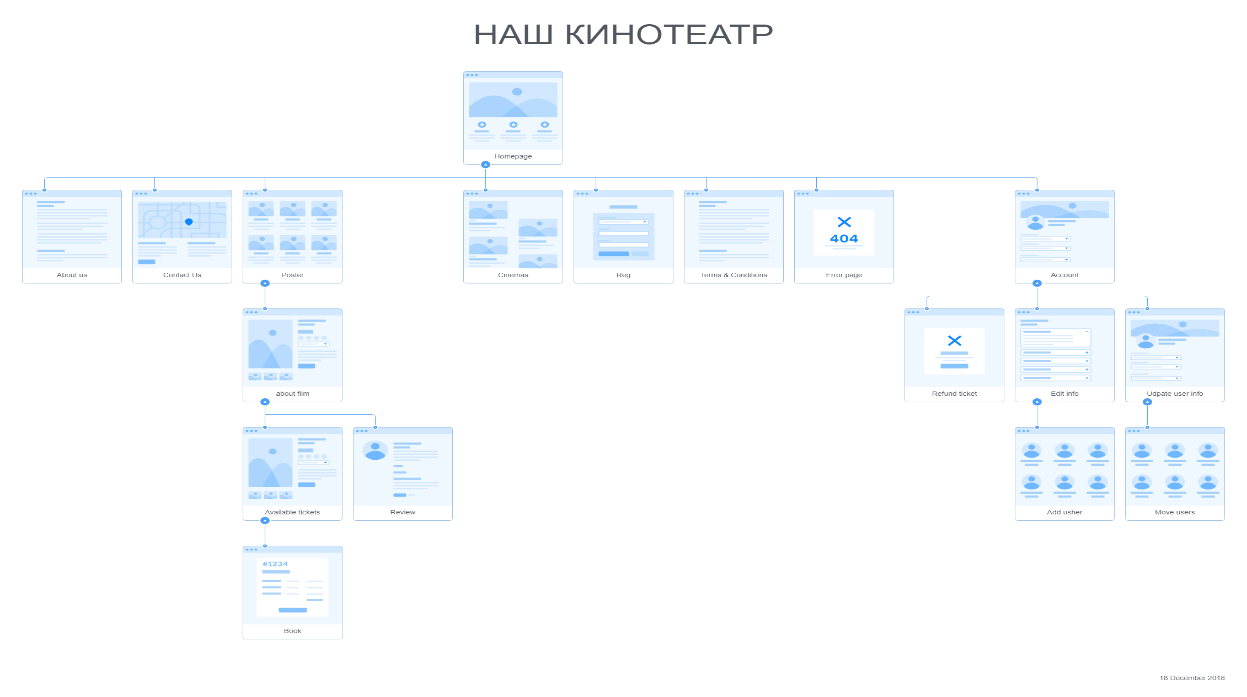 НАШ КИНОТЕАТР
Homepage
About us
Contact Us
Poster
Cinemas
Reg
Terms & Conditions
404
Error page
Account
about film
Refund ticket
Edit info
Udpate user info
Available tickets
Review
Add usher
Move users
#1234
Book
18 December 2018